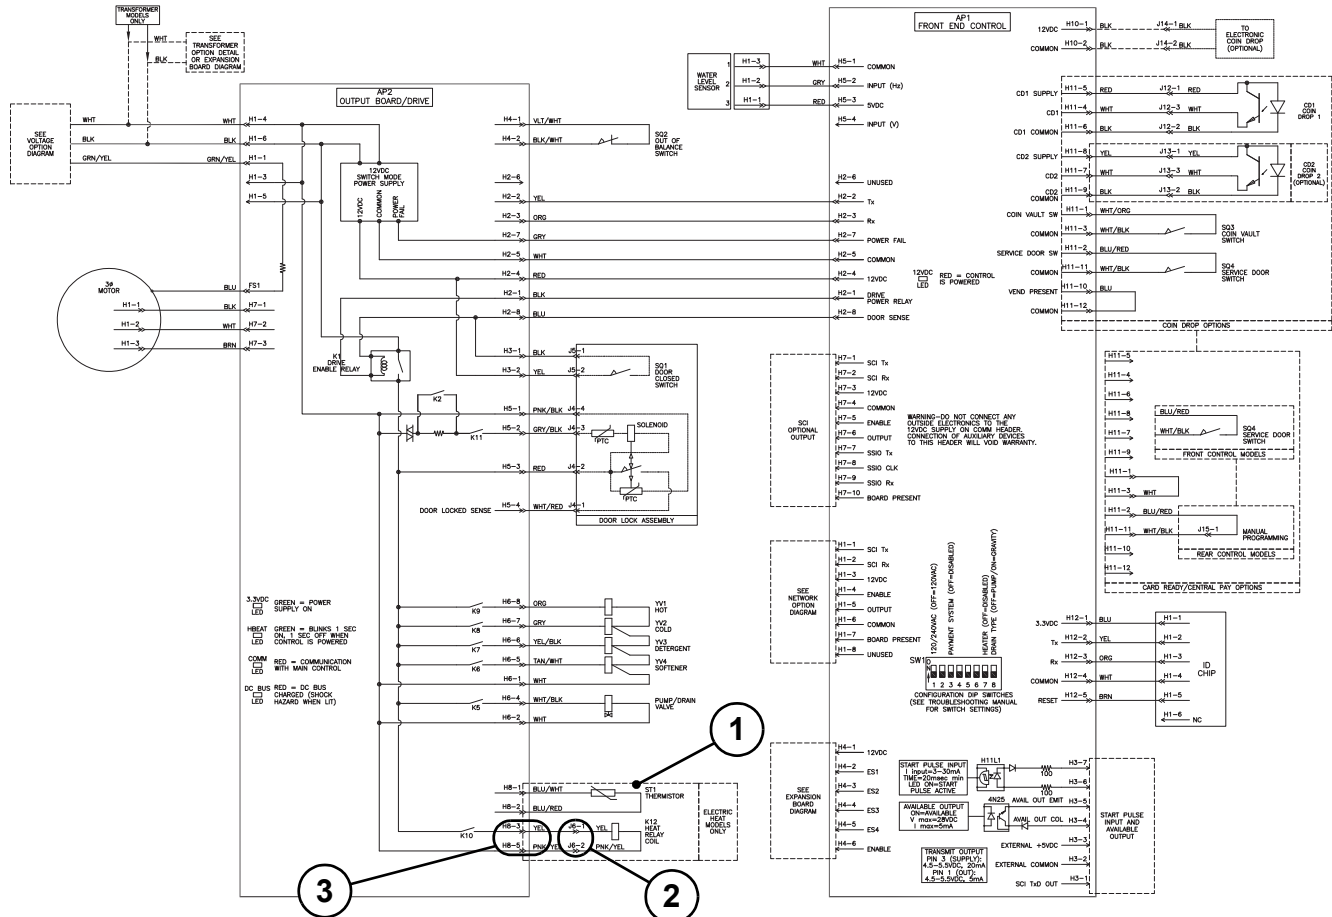 TRANSFORMER
MODELS
ONLY
WHT
BLK
SEE
TRANSFORMER
OPTION DETAIL
OR EXPANSION
BOARD DIAGRAM
SEE
VOLTAGE
OPTION
DIAGRAM
WHT
BLK
GRN/YEL
WHT
BLK
GRN/YEL
H1-4
H1-6
H1-1
H1-3
H1-5
AP2
OUTPUT BOARD/DRIVE
12VDC
SWITCH MODE
POWER SUPPLY
12VDC
COMMON
POWER
FAIL
3ø
MOTOR
H1-1
H1-2
H1-3
BLU
BLK
WHT
BRN
FS1
H7-1
H7-2
H7-3
K1
DRIVE
ENABLE RELAY
K2
K11
H4-1 VLT/WHT
H4-2 BLK/WHT
SQ2
OUT OF
BALANCE
SWITCH
H2-6
H2-2 YEL
H2-3 ORG
H2-7 GRY
H2-5 WHT
H2-4 RED
H2-1 BLK
H2-8 BLU
H3-1 BLK J5-1
H3-2 YEL J5-2
SQ1
DOOR
CLOSED
SWITCH
H5-1 PNK/BLK J4-4
H5-2 GRY/BLK J4-3
PTC
SOLENOID
H5-3 RED J4-2
PTC
DOOR LOCKED SENSE H5-4 WHT/RED J4-1
DOOR LOCK ASSEMBLY
3.3VDC
LED
GREEN = POWER
SUPPLY ON
HBEAT
LED
GREEN = BLINKS 1 SEC
ON, 1 SEC OFF WHEN
CONTROL IS POWERED
COMM
LED
RED = COMMUNICATION
WITH MAIN CONTROL
DC BUS
LED
RED = DC BUS
CHARGED (SHOCK
HAZARD WHEN LIT)
K9 H6-8 ORG
YV1
HOT
K8 H6-7 GRY
YV2
COLD
K7 H6-6 YEL/BLK
YV3
DETERGENT
K6 H6-5 TAN/WHT
YV4
SOFTENER
H6-1 WHT
K5 H6-4 WHT/BLK
PUMP/DRAIN
VALVE
H6-2 WHT
1
H8-1 BLU/WHT
ST1
THERMISTOR
H8-2 BLU/RED
K10 H8-3 YEL J6-1 YEL
K12
HEAT
RELAY
COIL
H8-5 PNK/YEL J6-2 PNK/YEL
ELECTRIC
HEAT
MODELS
ONLY
3
2
AP1
FRONT END CONTROL
WATER
LEVEL
SENSOR
1 H1-3 WHT H5-1 COMMON
2 H1-2 GRY H5-2 INPUT (Hz)
3 H1-1 RED H5-3 5VDC
H5-4 INPUT (V)
H2-6 UNUSED
H2-2 Tx
H2-3 Rx
H2-7 POWER FAIL
H2-5 COMMON
H2-4 12VDC
H2-1 DRIVE
POWER RELAY
H2-8 DOOR SENSE
12VDC
LED
RED = CONTROL
IS POWERED
SCI
OPTIONAL
OUTPUT
H7-1 SCI Tx
H7-2 SCI Rx
H7-3 12VDC
H7-4 COMMON
H7-5 ENABLE
H7-6 OUTPUT
H7-7 SSIO Tx
H7-8 SSIO CLK
H7-9 SSIO Rx
H7-10 BOARD PRESENT
WARNING-DO NOT CONNECT ANY
OUTSIDE ELECTRONICS TO THE
12VDC SUPPLY ON COMM HEADER.
CONNECTION OF AUXILIARY DEVICES
TO THIS HEADER WILL VOID WARRANTY.
SEE
NETWORK
OPTION
DIAGRAM
H1-1 SCI Tx
H1-2 SCI Rx
H1-3 12VDC
H1-4 ENABLE
H1-5 OUTPUT
H1-6 COMMON
H1-7 BOARD PRESENT
H1-8 UNUSED
120/240VAC (OFF=120VAC)
PAYMENT SYSTEM (OFF=DISABLED)
HEATER (OFF=DISABLED)
DRAIN TYPE (OFF=PUMP/ON=GRAVITY)
SW1
ON
1 2 3 4 5 6 7 8
CONFIGURATION DIP SWITCHES
(SEE TROUBLESHOOTING MANUAL
FOR SWITCH SETTINGS)
SEE
EXPANSION
BOARD
DIAGRAM
H4-1 12VDC
H4-2 ES1
H4-3 ES2
H4-4 ES3
H4-5 ES4
H4-6 ENABLE
START PULSE INPUT
I input=3-30mA
TIME=20msec min
LED ON=START
PULSE ACTIVE
H11L1
AVAILABLE OUTPUT
ON=AVAILABLE
V max=28VDC
I max=5mA
4N25
TRANSMIT OUTPUT
PIN 3 (SUPPLY):
4.5-5.5VDC, 20mA
PIN 1 (OUT):
4.5-5.5VDC, 5mA
100 H3-7
100 H3-6
AVAIL OUT EMIT H3-5
AVAIL OUT COL H3-4
EXTERNAL +5VDC H3-3
EXTERNAL COMMON H3-2
SCI TxD OUT H3-1
START PULSE
INPUT AND
AVAILABLE
OUTPUT
12VDC H10-1 BLK J14-1 BLK
COMMON H10-2 BLK J14-2 BLK
TO
ELECTRONIC
COIN DROP
(OPTIONAL)
CD1 SUPPLY H11-5 RED J12-1 RED
CD1 H11-4 WHT J12-3 WHT
CD1 COMMON H11-6 BLK J12-2 BLK
CD1
COIN
DROP 1
CD2 SUPPLY H11-8 YEL J13-1 YEL
CD2 H11-7 WHT J13-3 WHT
CD2
COMMON H11-9 BLK J13-2 BLK
CD2
COIN
DROP 2
(OPTIONAL)
COIN VAULT SW H11-1 WHT/ORG
COMMON H11-3 WHT/BLK
SQ3
COIN VAULT
SWITCH
SERVICE DOOR SW H11-2 BLU/RED
COMMON H11-11 WHT/BLK
SQ4
SERVICE DOOR
SWITCH
VEND PRESENT H11-10 BLU
COMMON H11-12
COIN DROP OPTIONS
H11-5
H11-4
H11-6
H11-8
H11-7
H11-9
BLU/RED
WHT/BLK
SQ4
SERVICE DOOR
SWITCH
FRONT CONTROL MODELS
H11-1
H11-3 WHT
H11-2 BLU/RED
H11-11 WHT/BLK J15-1
MANUAL
PROGRAMMING
REAR CONTROL MODELS
H11-10
H11-12
CARD READY/CENTRAL PAY OPTIONS
3.3VDC H12-1 BLU H1-1
Tx H12-2 YEL H1-2
Rx H12-3 ORG H1-3
COMMON H12-4 WHT H1-4
RESET H12-5 BRN H1-5
H1-6 NC
ID
CHIP